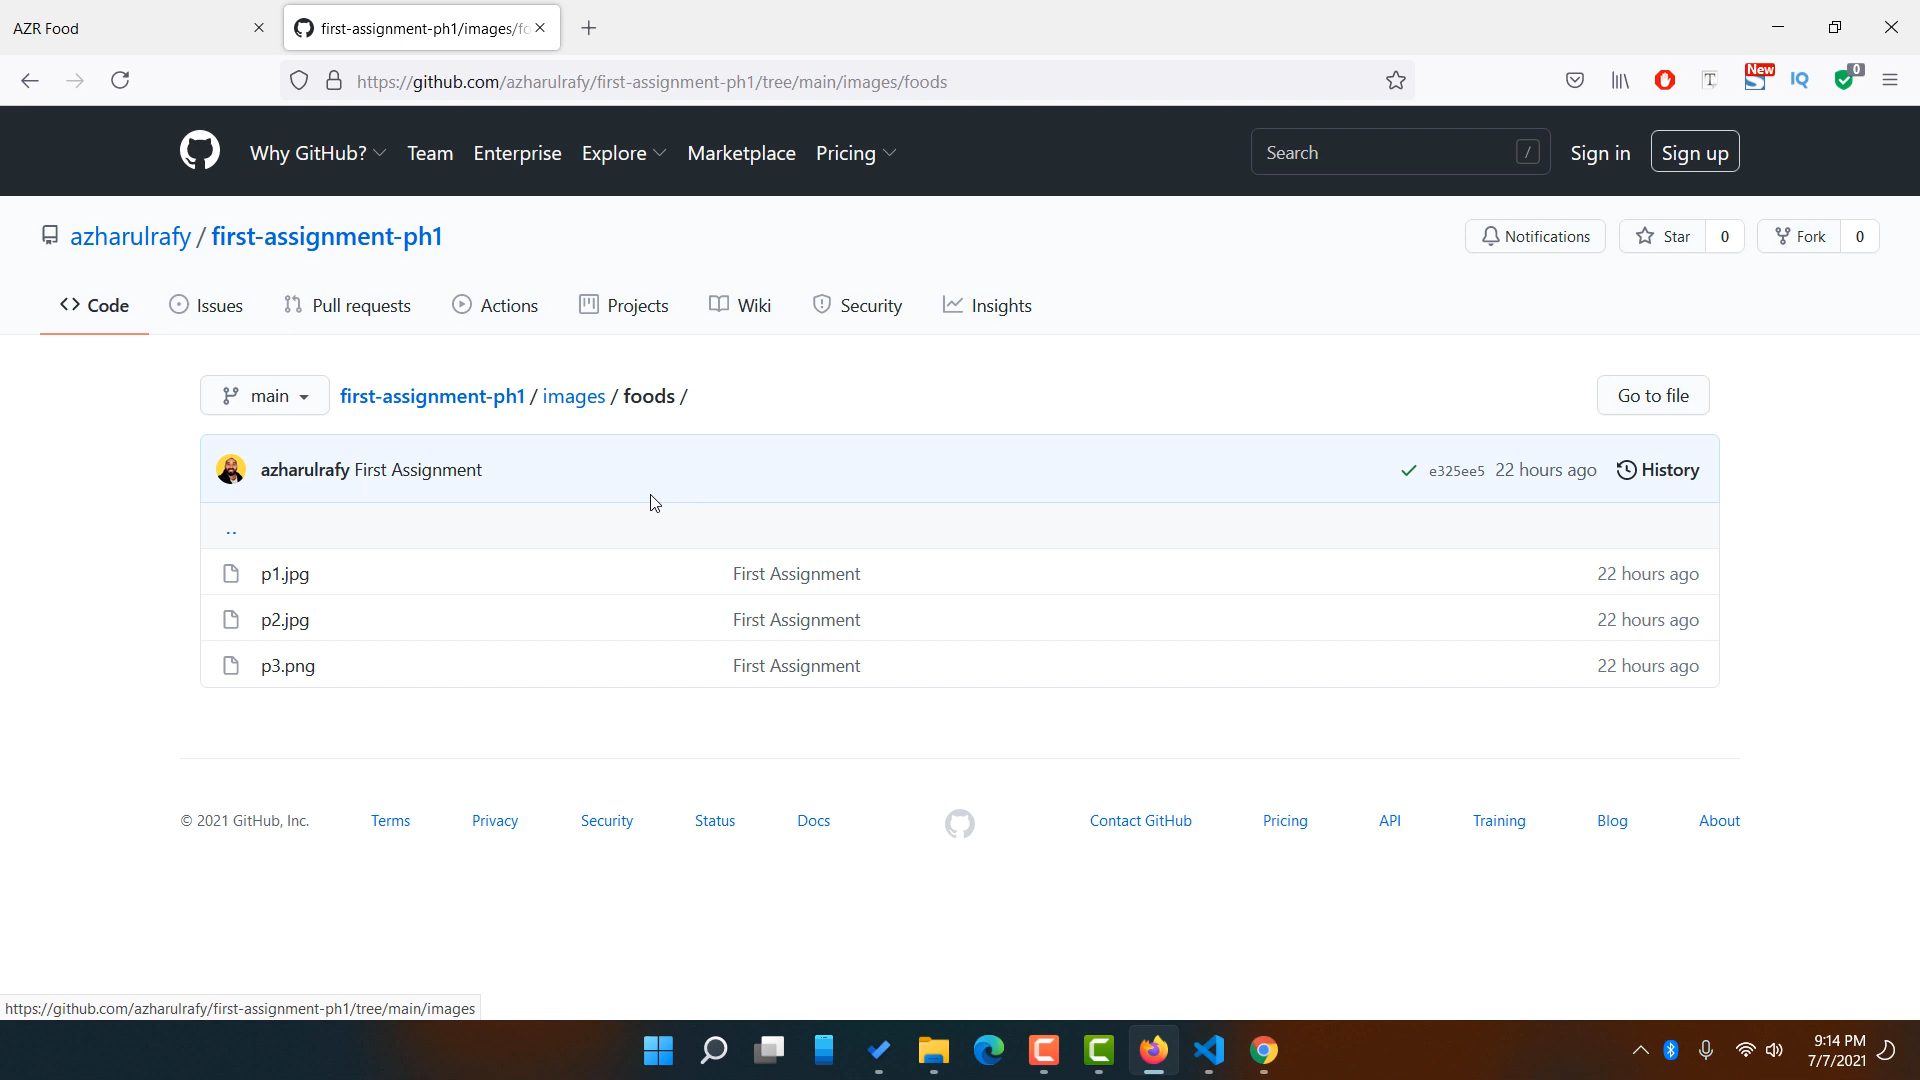 AZR Food
first-assignment-ph1/images/fo
https://github.com/azharulrafy/first-assignment-ph1/tree/main/images/foods
New
IQ
0
Why GitHub? Team Enterprise Explore Marketplace Pricing
Search /
Sign in
Sign up
azharulrafy / first-assignment-ph1
Notifications
Star 0
Fork 0
Code Issues Pull requests Actions Projects Wiki Security Insights
main
first-assignment-ph1 / images / foods /
Go to file
azharulrafy First Assignment
e325ee5 22 hours ago History
..
p1.jpg First Assignment 22 hours ago
p2.jpg First Assignment 22 hours ago
p3.png First Assignment 22 hours ago
© 2021 GitHub, Inc. Terms Privacy Security Status Docs Contact GitHub Pricing API Training Blog About
https://github.com/azharulrafy/first-assignment-ph1/tree/main/images
9:14 PM
7/7/2021